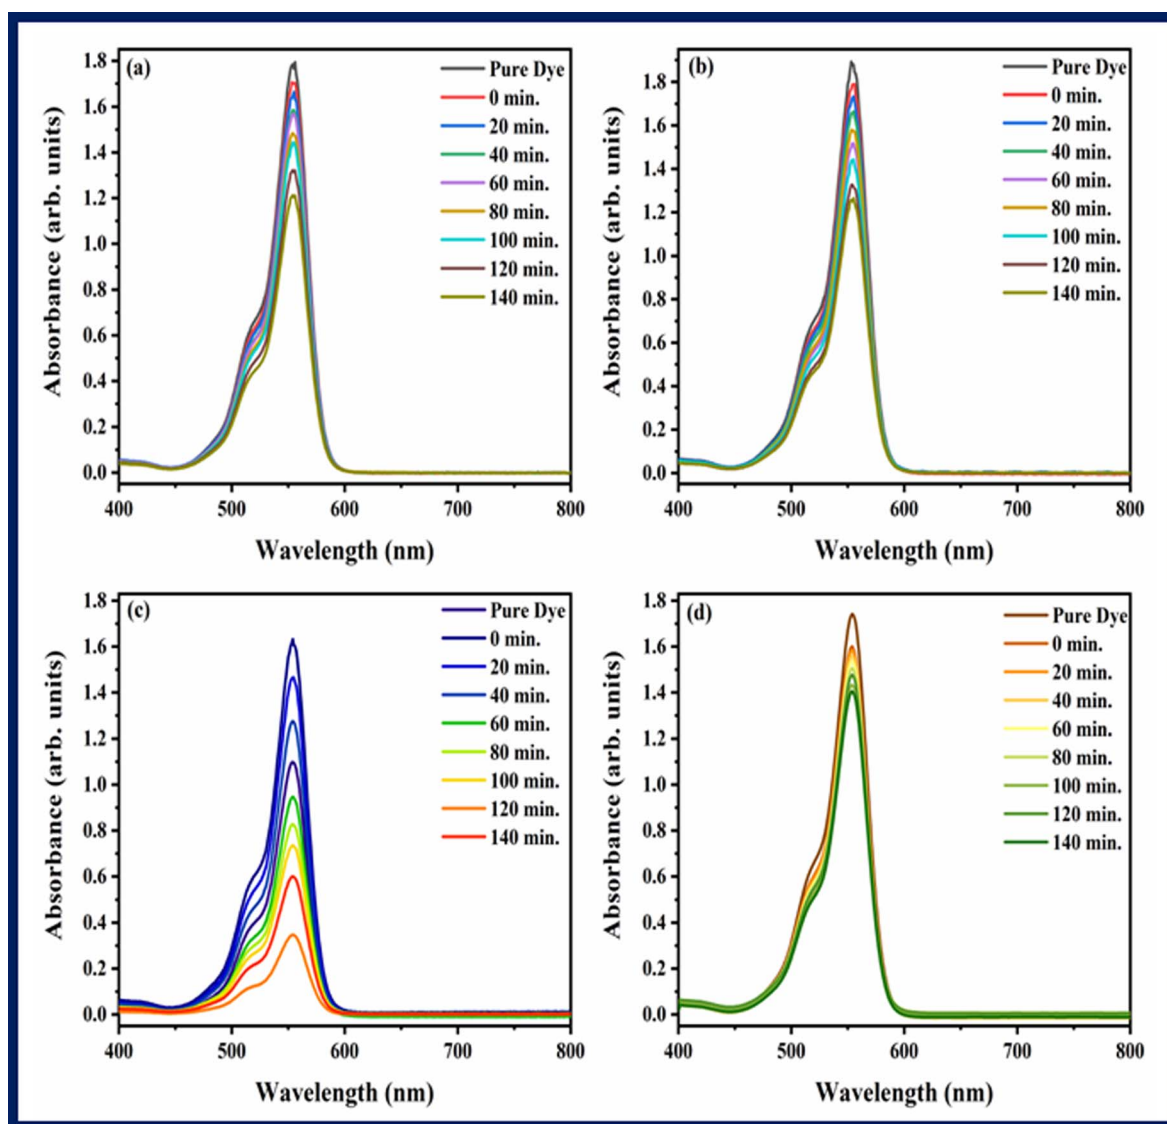 (a)
Absorbance (arb. units)
1.8
1.6
1.4
1.2
1.0
0.8
0.6
0.4
0.2
0.0
400
500
600
700
800
Wavelength (nm)
Pure Dye
0 min.
20 min.
40 min.
60 min.
80 min.
100 min.
120 min.
140 min.
(b)
Absorbance (arb. units)
1.8
1.6
1.4
1.2
1.0
0.8
0.6
0.4
0.2
0.0
400
500
600
700
800
Wavelength (nm)
Pure Dye
0 min.
20 min.
40 min.
60 min.
80 min.
100 min.
120 min.
140 min.
(c)
Absorbance (arb. units)
1.8
1.6
1.4
1.2
1.0
0.8
0.6
0.4
0.2
0.0
400
500
600
700
800
Wavelength (nm)
Pure Dye
0 min.
20 min.
40 min.
60 min.
80 min.
100 min.
120 min.
140 min.
(d)
Absorbance (arb. units)
1.8
1.6
1.4
1.2
1.0
0.8
0.6
0.4
0.2
0.0
400
500
600
700
800
Wavelength (nm)
Pure Dye
0 min.
20 min.
40 min.
60 min.
80 min.
100 min.
120 min.
140 min.